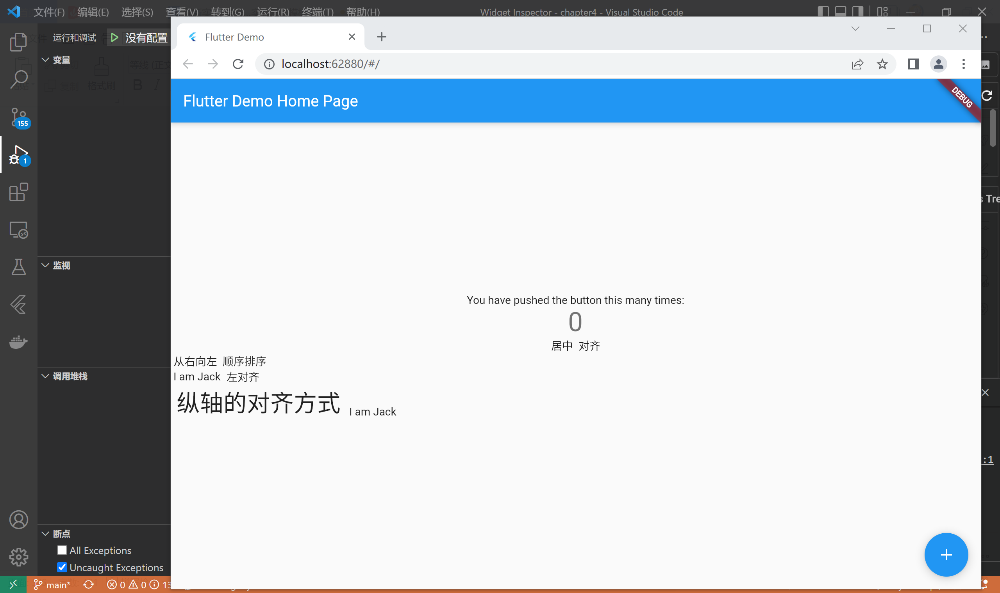 文件(F) 编辑(E) 选择(S) 查看(V) 转到(G) 运行(R) 终端(T) 帮助(H) Widget Inspector - chapter4 - Visual Studio Code
运行和调试 没有配置
Flutter Demo
变量
localhost:62880/#/
Flutter Demo Home Page
DEBUG
155
1
s Tre
监视
You have pushed the button this many times:
0
居中 对齐
从右向左 顺序排序
调用堆栈
I am Jack 左对齐
纵轴的对齐方式 I am Jack
:1
断点
All Exceptions
Uncaught Exceptions
main* 0 0 13